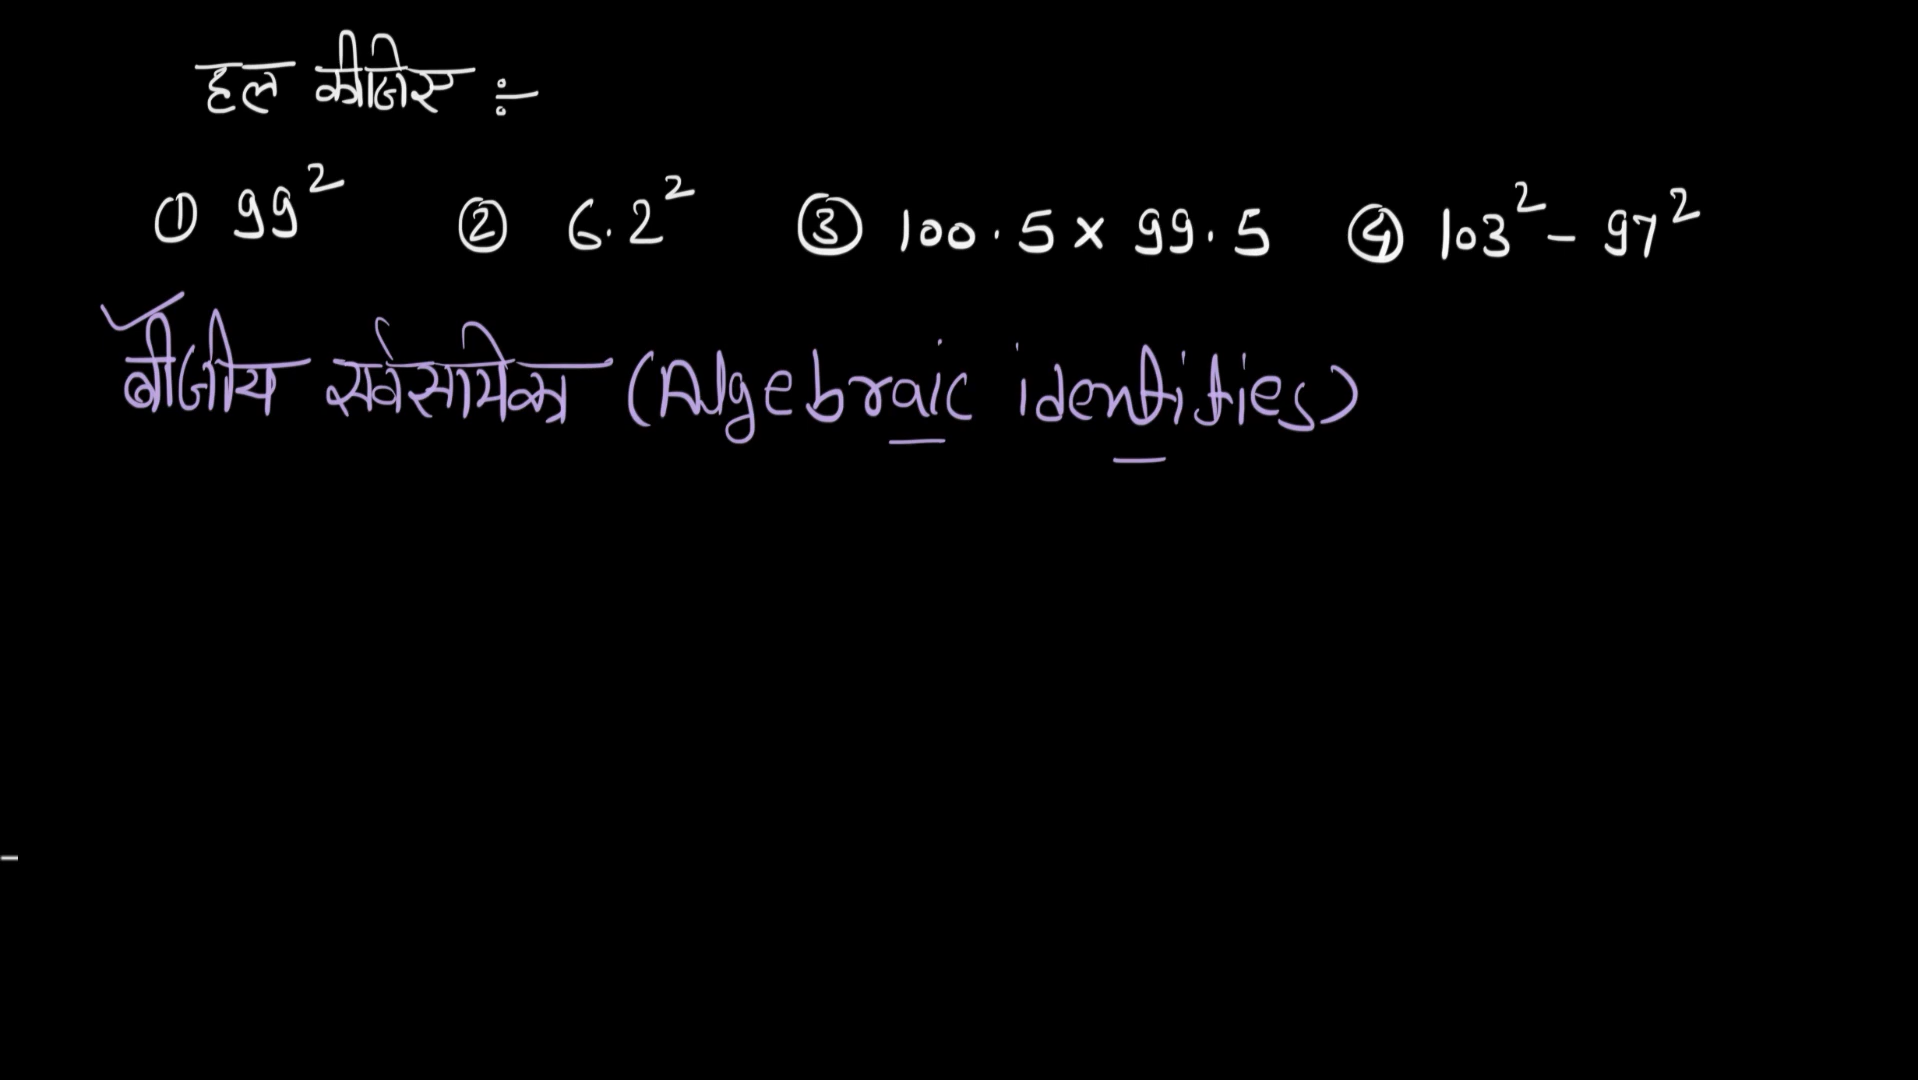 हल कीजिए :-
① 99² ② 6.2² ③ 100.5 × 99.5 ④ 103² - 97²
बीजीय सर्वसमिका (Algebraic identities)